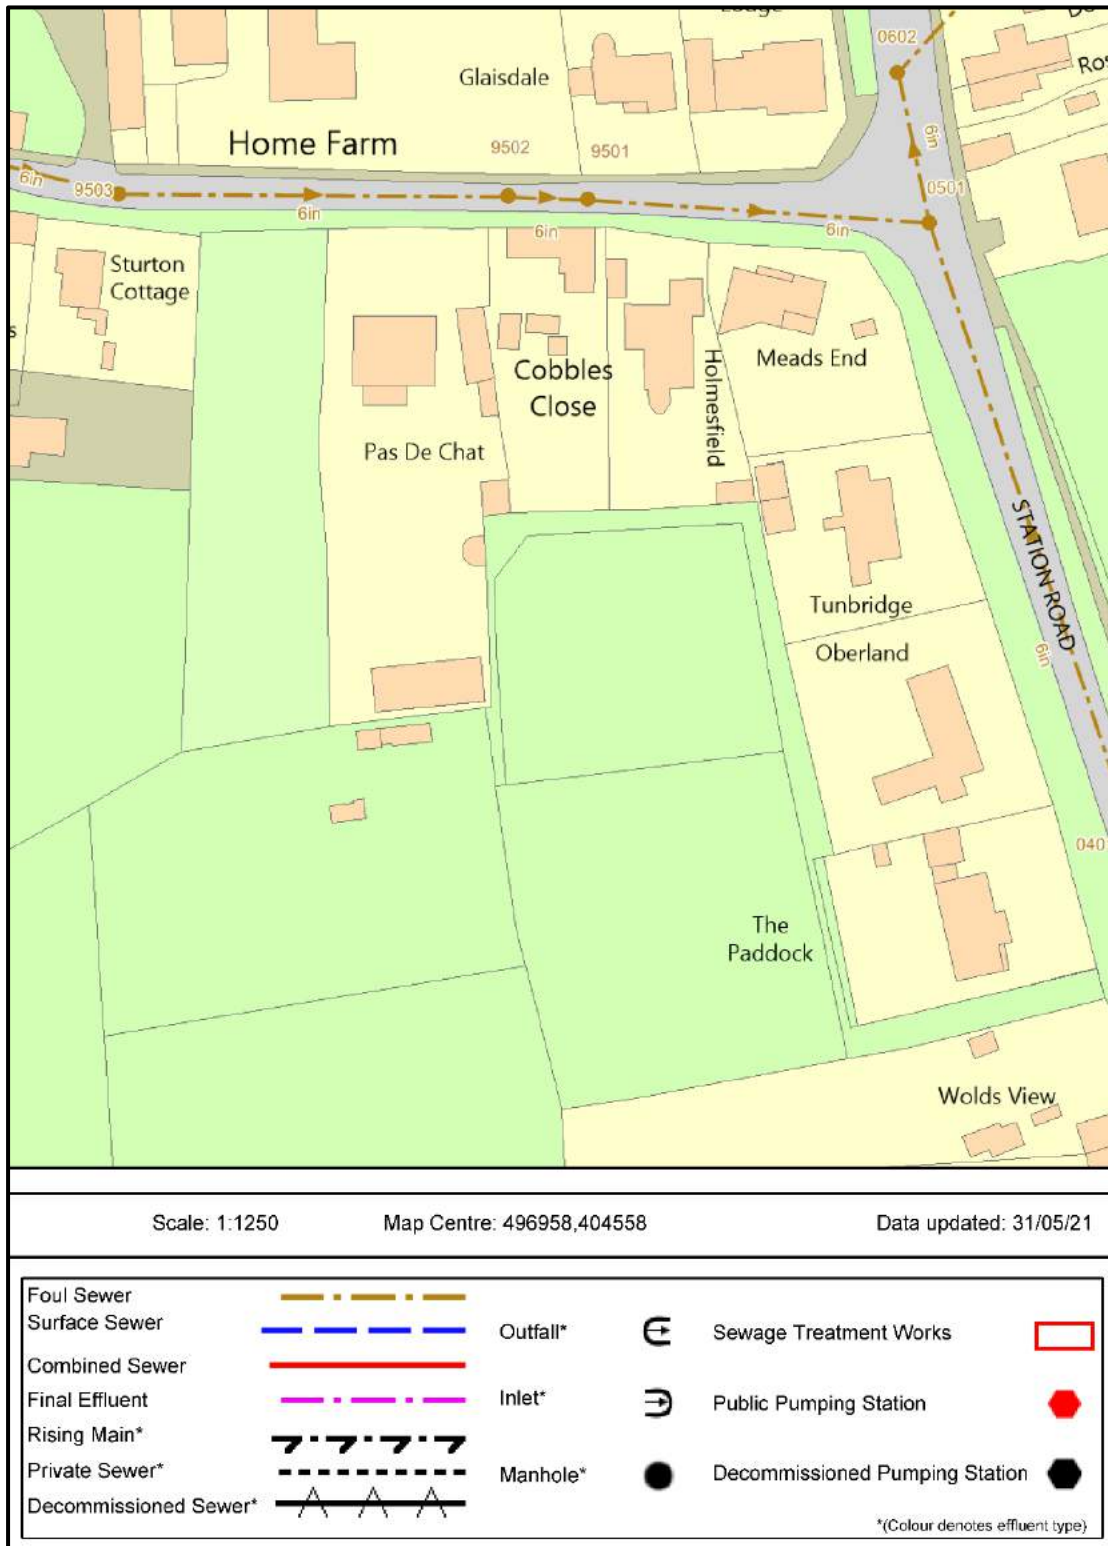 0602
Glaisdale
Home Farm
9502
9501
6in
0501
6in
9503
6in
6in
6in
Sturton
Cottage
s
Cobbles
Close
Holmesfield
Meads End
Pas De Chat
STATION ROAD
Tunbridge
6in
Oberland
040
The
Paddock
Wolds View
Scale: 1:1250
Map Centre: 496958,404558
Data updated: 31/05/21
Foul Sewer
Surface Sewer
Outfall*
Sewage Treatment Works
Combined Sewer
Final Effluent
Inlet*
Public Pumping Station
Rising Main*
Private Sewer*
Manhole*
Decommissioned Pumping Station
Decommissioned Sewer*
*(Colour denotes effluent type)